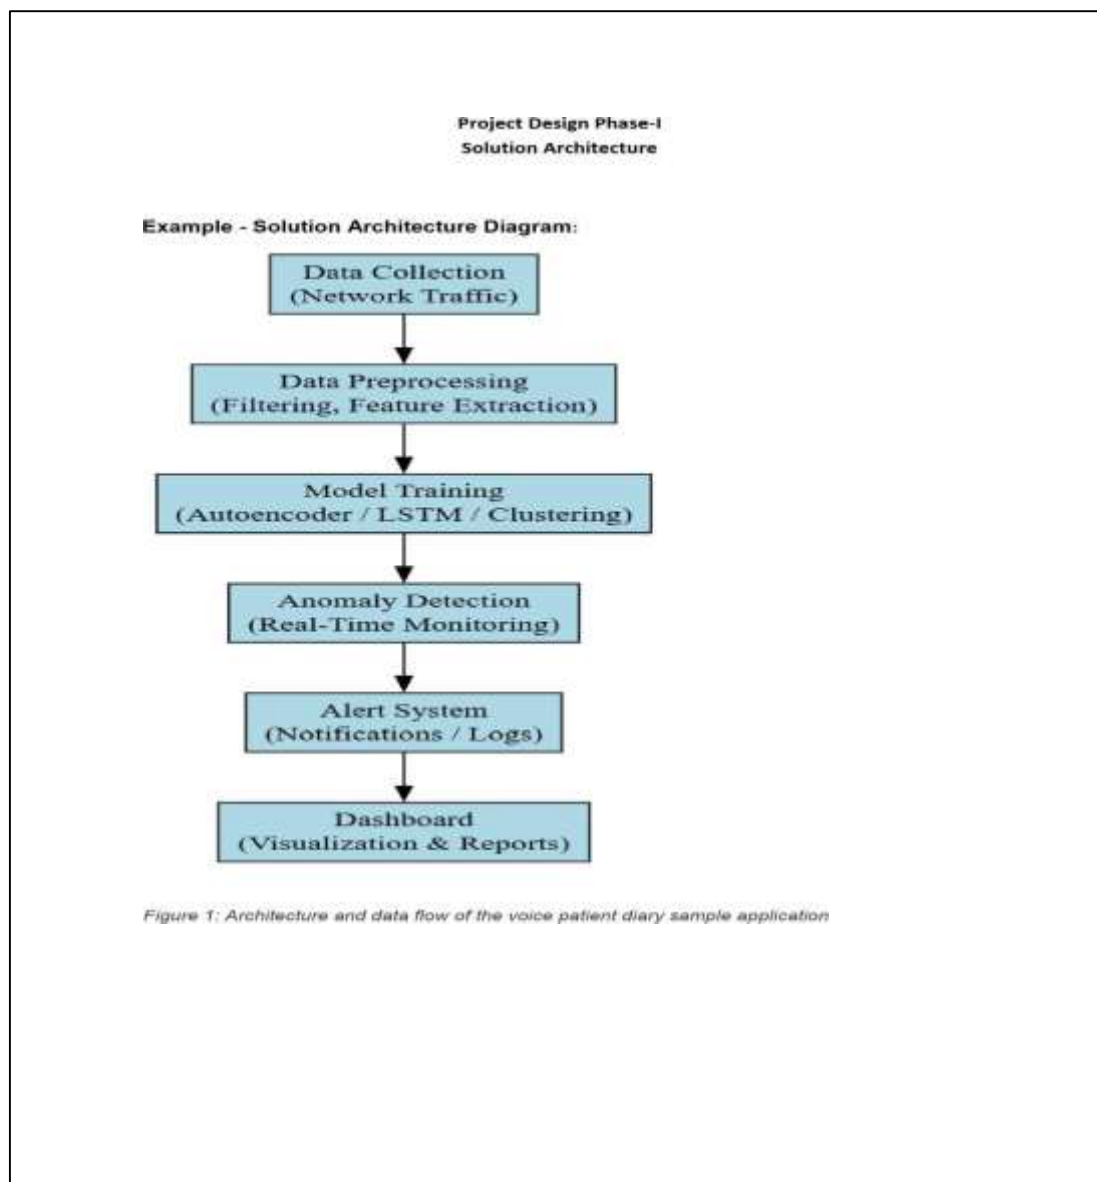 Project Design Phase-I
Solution Architecture
Example - Solution Architecture Diagram:
Data Collection
(Network Traffic)
Data Preprocessing
(Filtering, Feature Extraction)
Model Training
(Autoencoder / LSTM / Clustering)
Anomaly Detection
(Real-Time Monitoring)
Alert System
(Notifications / Logs)
Dashboard
(Visualization & Reports)
Figure 1: Architecture and data flow of the voice patient diary sample application